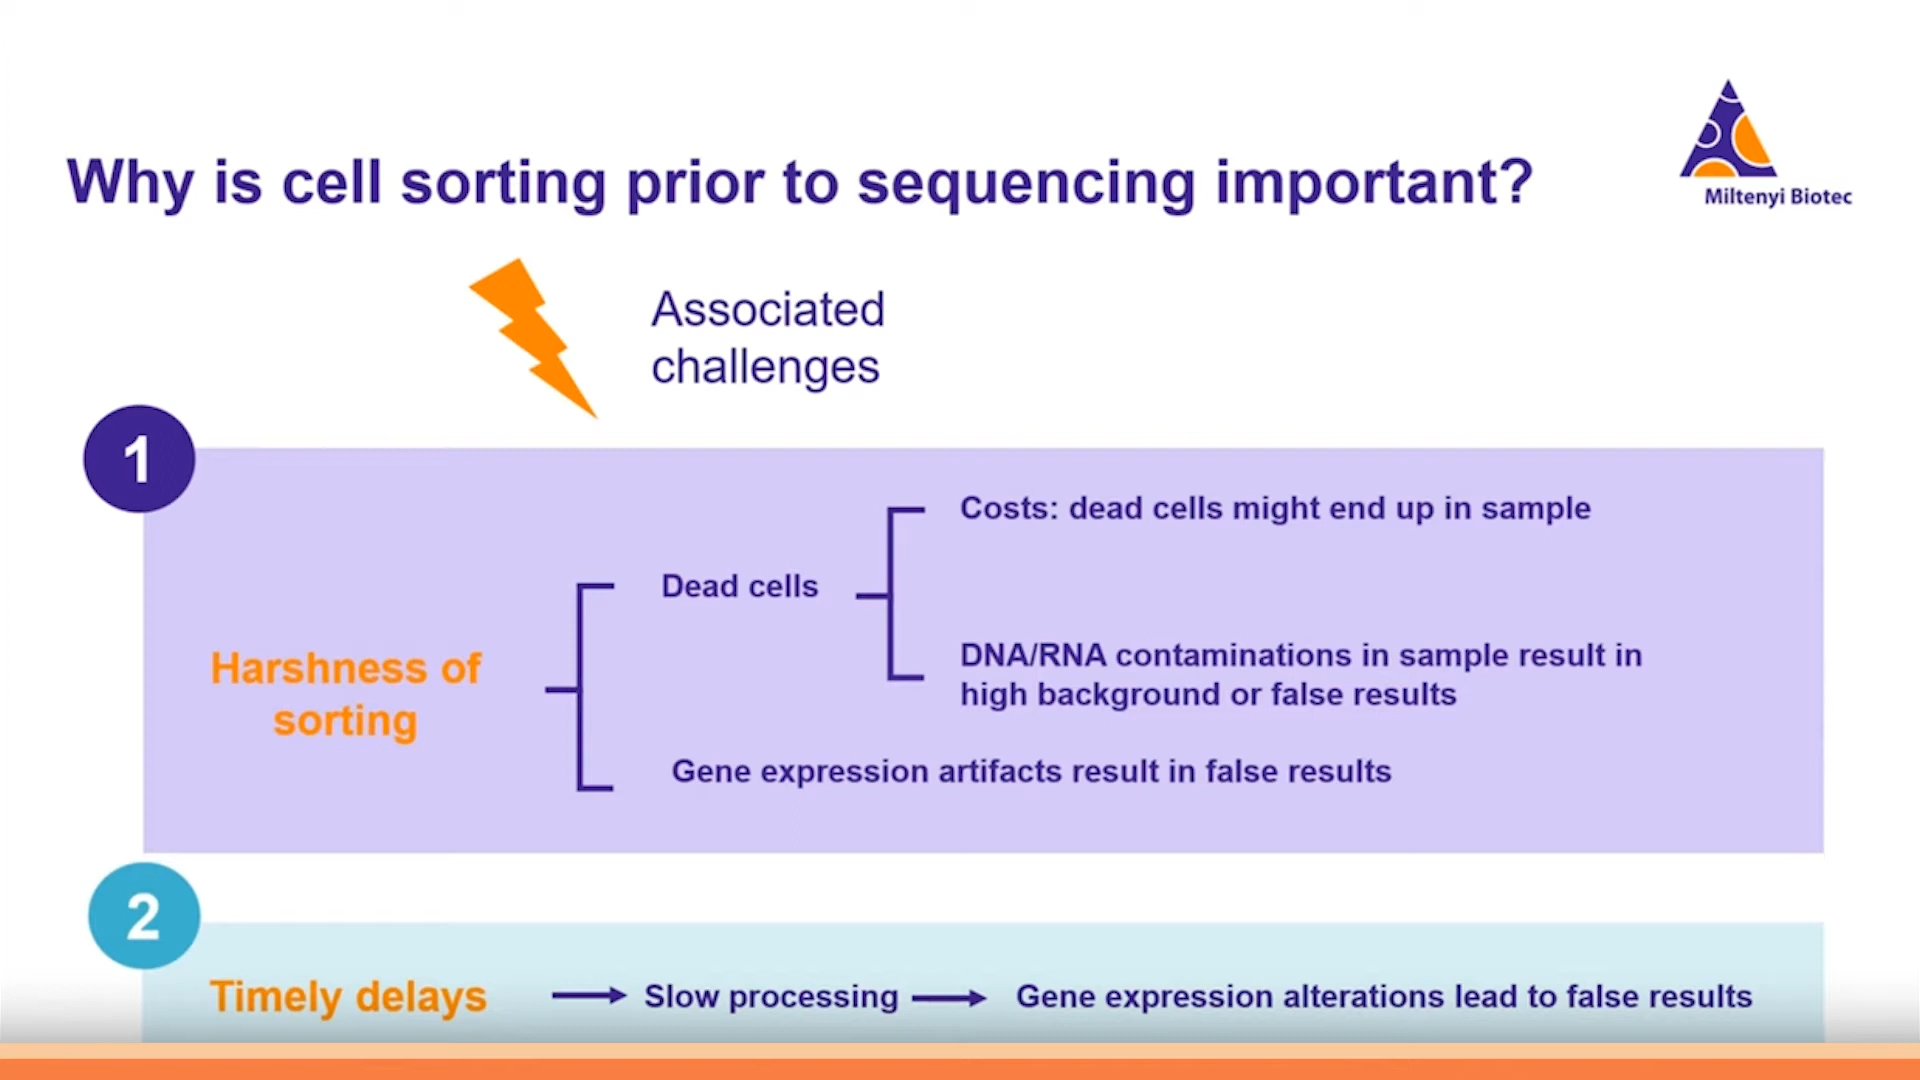 Why is cell sorting prior to sequencing important?
Miltenyi Biotec
Associated
challenges
1
Costs: dead cells might end up in sample
Dead cells
DNA/RNA contaminations in sample result in
high background or false results
Harshness of
sorting
Gene expression artifacts result in false results
2
Timely delays
Slow processing
Gene expression alterations lead to false results